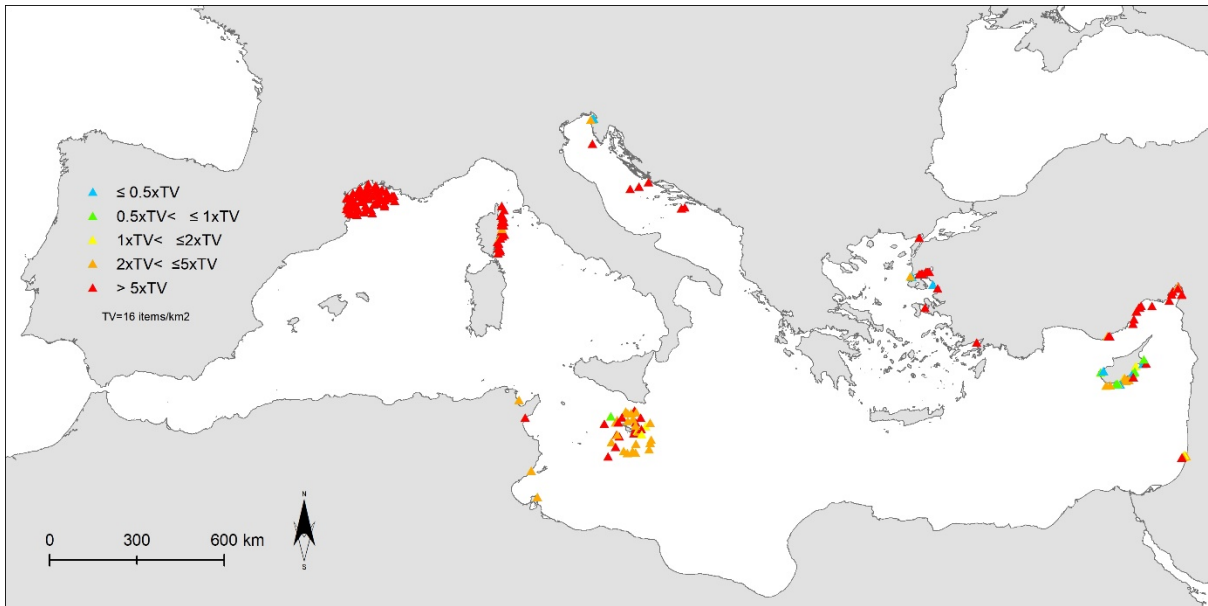 ≤ 0.5xTV
0.5xTV< ≤ 1xTV
1xTV< ≤2xTV
2xTV< ≤5xTV
> 5xTV
TV=16 items/km2
N
S
0 300 600 km